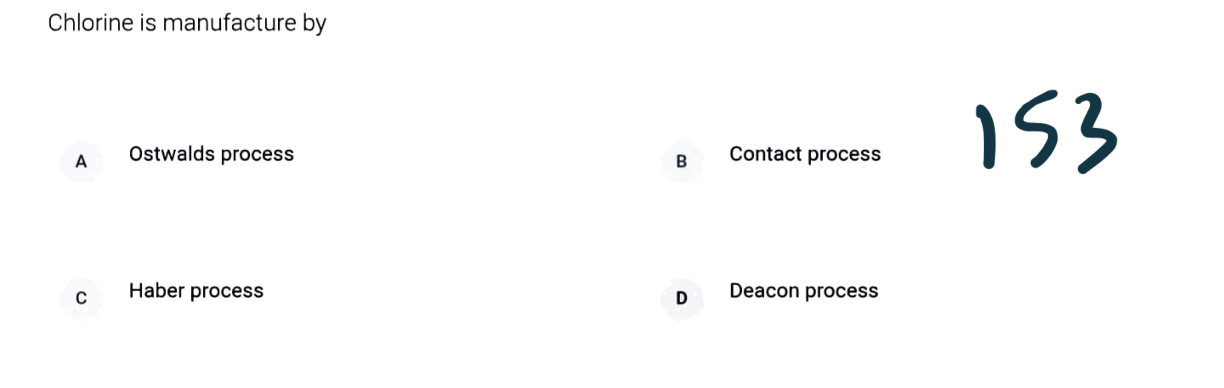 Chlorine is manufacture by
153
A Ostwalds process
B Contact process
C Haber process
D Deacon process